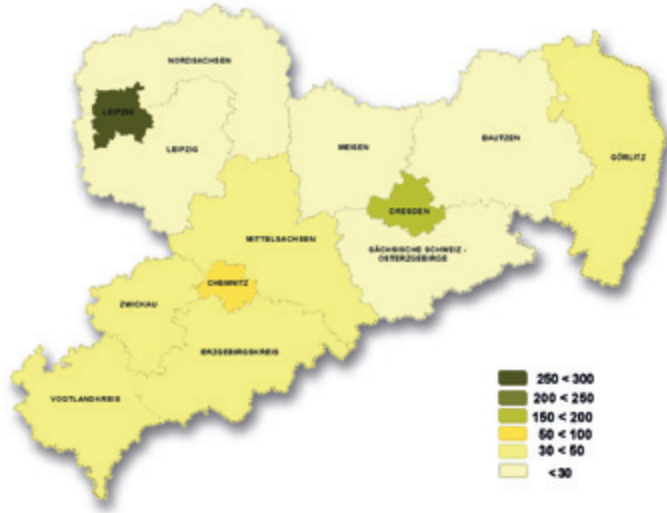 NORDSACHSEN
LEIPZIG
LEIPZIG
MEISEN
BAUTZEN
GÖRLITZ
DRESDEN
MITTELSACHSEN
SÄCHSISCHE SCHWEIZ -
OSTERZGEBIRGE
CHEMNITZ
ZWICKAU
ERZGEBIRGSKREIS
VOGTLANDKREIS
250 < 300
200 < 250
150 < 200
50 < 100
30 < 50
< 30